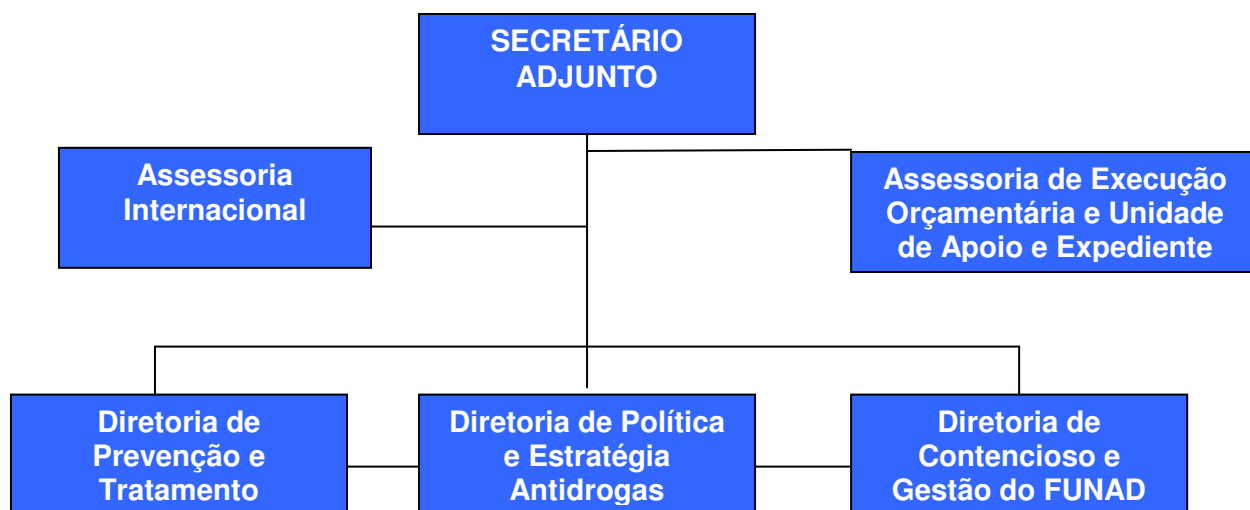 SECRETÁRIO
ADJUNTO
Assessoria
Internacional
Assessoria de Execução
Orçamentária e Unidade
de Apoio e Expediente
Diretoria de
Prevenção e
Tratamento
Diretoria de Política
e Estratégia
Antidrogas
Diretoria de
Contencioso e
Gestão do FUNAD